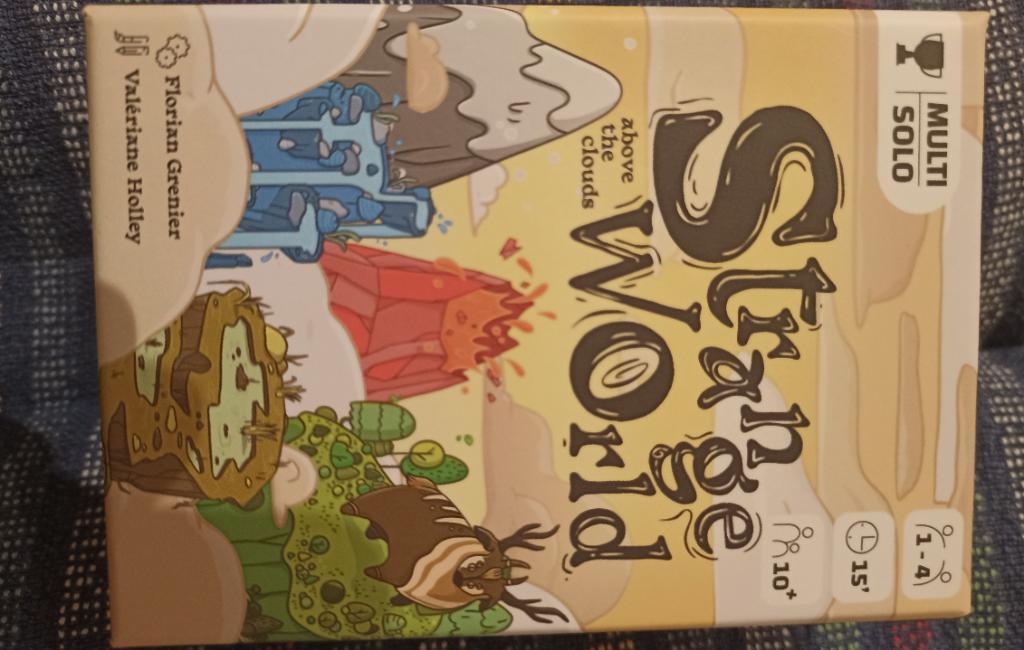 MULTI
SOLO
1 - 4
15'
10+
Strange
World
above
the
clouds
Florian Grenier
Valériane Holley